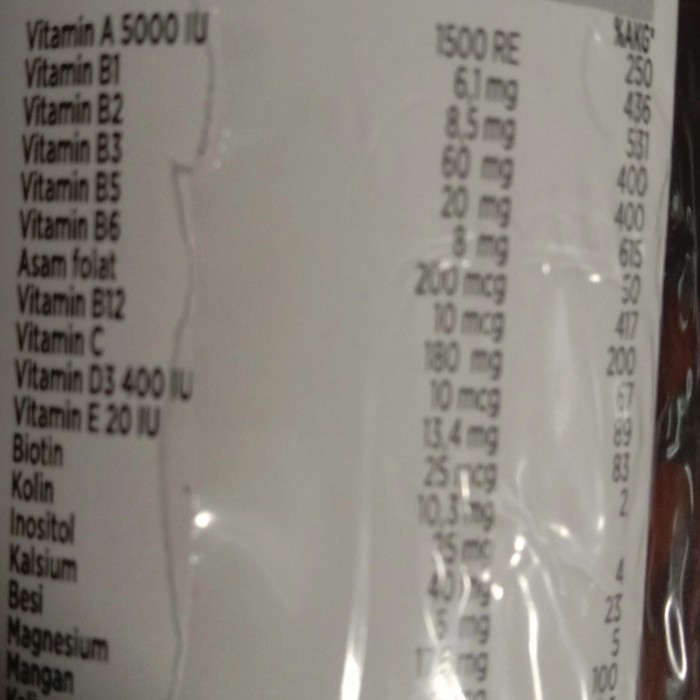 %AKG*
Vitamin A 5000 IU 1500 RE 250
Vitamin B1 6,1 mg 436
Vitamin B2 8,5 mg 531
Vitamin B3 60 mg 400
Vitamin B5 20 mg 400
Vitamin B6 8 mg 615
Asam folat 200 mcg 50
Vitamin B12 10 mcg 417
Vitamin C 180 mg 200
Vitamin D3 400 IU 10 mcg 67
Vitamin E 20 IU 13,4 mg 89
Biotin 25 mcg 83
Kolin 10,3 mg 2
Inositol
Kalsium 4
Besi mg 23
Magnesium mg 5
Mangan 100